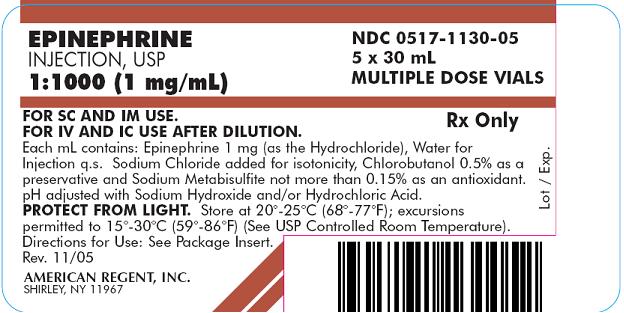 EPINEPHRINE
INJECTION, USP
1:1000 (1 mg/mL)
NDC 0517-1130-05
5 x 30 mL
MULTIPLE DOSE VIALS
FOR SC AND IM USE.
FOR IV AND IC USE AFTER DILUTION.
Rx Only
Each mL contains: Epinephrine 1 mg (as the Hydrochloride), Water for
Injection q.s. Sodium Chloride added for isotonicity, Chlorobutanol 0.5% as a
preservative and Sodium Metabisulfite not more than 0.15% as an antioxidant.
pH adjusted with Sodium Hydroxide and/or Hydrochloric Acid.
PROTECT FROM LIGHT. Store at 20°-25°C (68°-77°F); excursions
permitted to 15°-30°C (59°-86°F) (See USP Controlled Room Temperature).
Directions for Use: See Package Insert.
Rev. 11/05
AMERICAN REGENT, INC.
SHIRLEY, NY 11967
Lot / Exp.